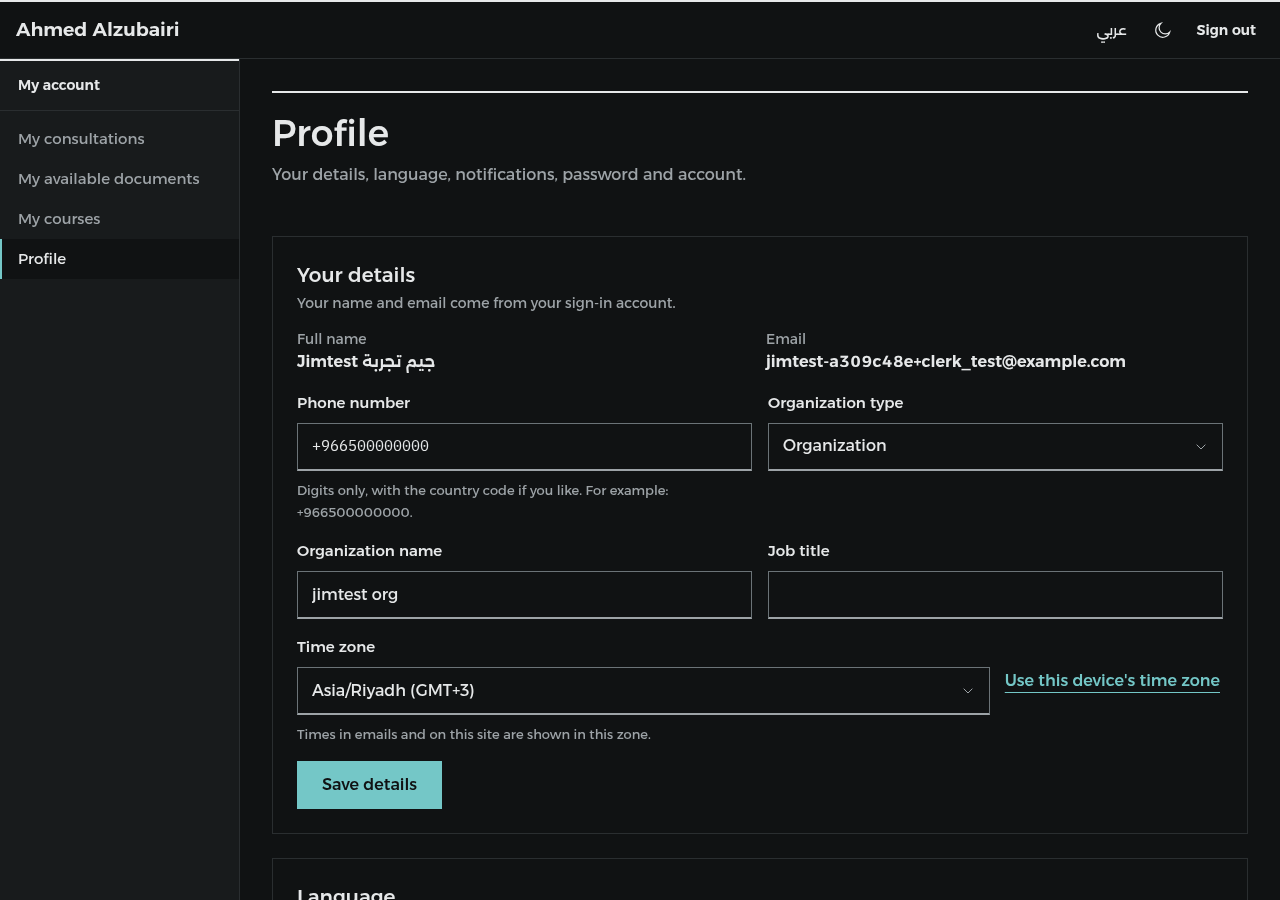 Ahmed Alzubairi
عربي
Sign out
My account
My consultations
My available documents
My courses
Profile
Profile
Your details, language, notifications, password and account.
Your details
Your name and email come from your sign-in account.
Full name
Jimtest جيم تجربة
Email
jimtest-a309c48e+clerk_test@example.com
Phone number
+966500000000
Organization type
Organization
Digits only, with the country code if you like. For example:
+966500000000.
Organization name
jimtest org
Job title
Time zone
Asia/Riyadh (GMT+3)
Use this device's time zone
Times in emails and on this site are shown in this zone.
Save details
Language